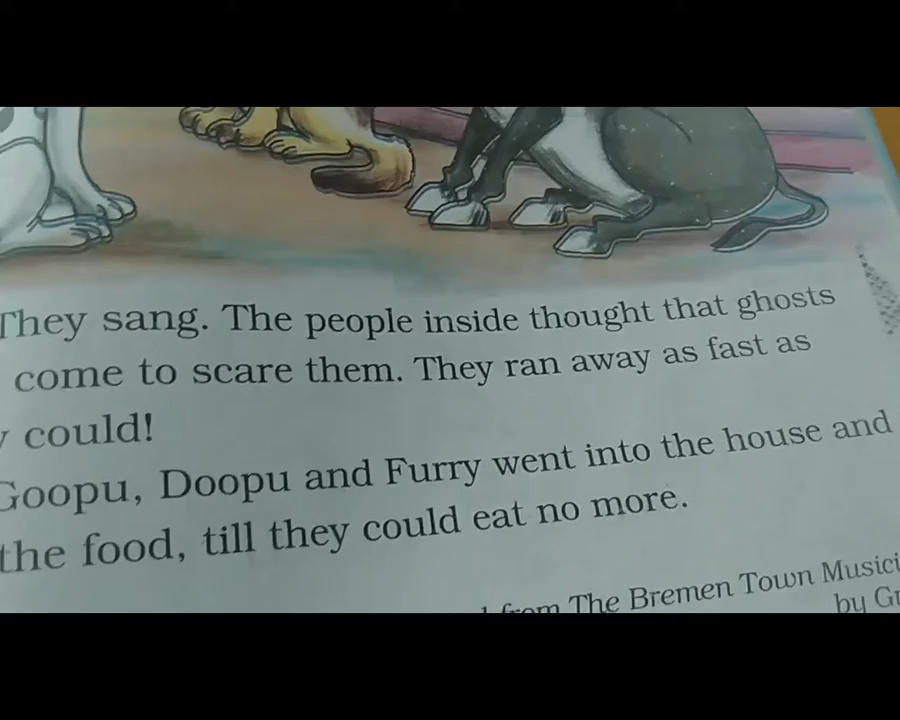 They sang. The people inside thought that ghosts
come to scare them. They ran away as fast as
could!
Goopu, Doopu and Furry went into the house and
the food, till they could eat no more.
from The Bremen Town
by